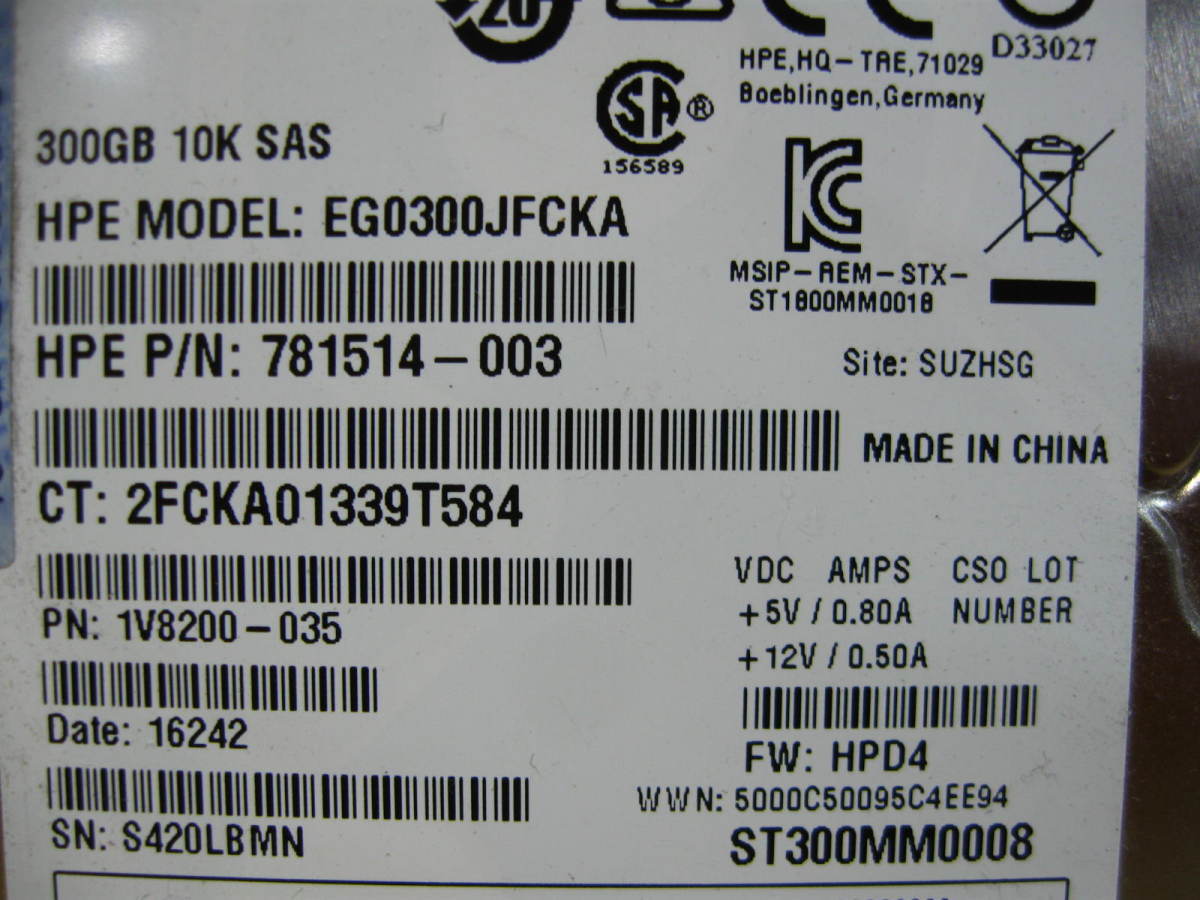 20
D33027
HPE,HQ-TRE,71029
Boeblingen,Germany
SA®
156589
300GB 10K SAS
HPE MODEL: EG0300JFCKA
MSIP-REM-STX-
ST1800MM0018
HPE P/N: 781514-003
Site: SUZHSG
MADE IN CHINA
CT: 2FCKA01339T584
VDC AMPS CSO LOT
+5V / 0.80A NUMBER
+12V / 0.50A
PN: 1V8200-035
Date: 16242
FW: HPD4
WWN: 5000C50095C4EE94
SN: S420LBMN
ST300MM0008